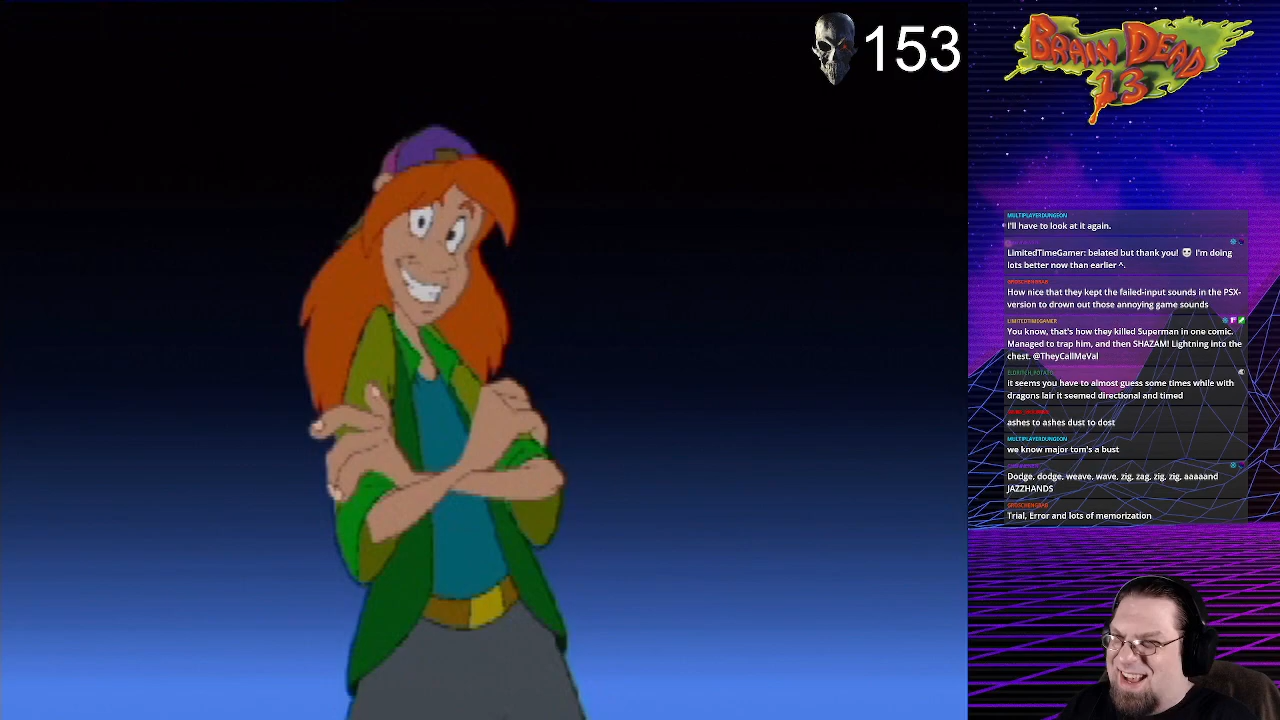 153
BRAIN DEAD
13
MULTIPLAYERDUNGEON
I'll have to look at it again.
LimitedTimeGamer: belated but thank you! I'm doing
lots better now than earlier ^.
How nice that they kept the failed-input sounds in the PSX-
version to drown out those annoying game sounds
LIMITEDTIMEGAMER
You know, that's how they killed Superman in one comic.
Managed to trap him, and then SHAZAM! Lightning into the
chest. @TheyCallMeVal
ELDRITCH_POTATO
it seems you have to almost guess some times while with
dragons lair it seemed directional and timed
ashes to ashes dust to dost
MULTIPLAYERDUNGEON
we know major tom's a bust
Dodge, dodge, weave, wave, zig, zag, zig, zig, aaaaand
JAZZHANDS
Trial, Error and lots of memorization